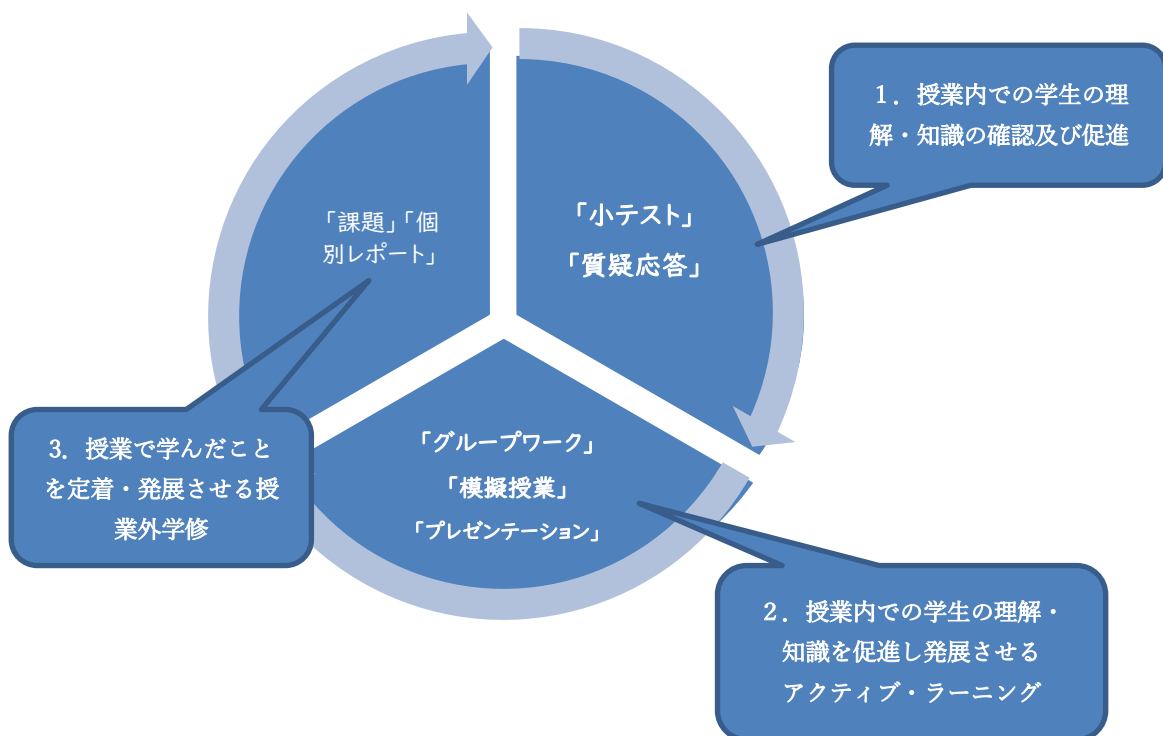 1．授業内での学生の理
解・知識の確認及び促進
「小テスト」
「質疑応答」
「課題」「個
別レポート」
「グループワーク」
「模擬授業」
「プレゼンテーション」
3．授業で学んだこと
を定着・発展させる授
業外学修
2．授業内での学生の理解・
知識を促進し発展させる
アクティブ・ラーニング